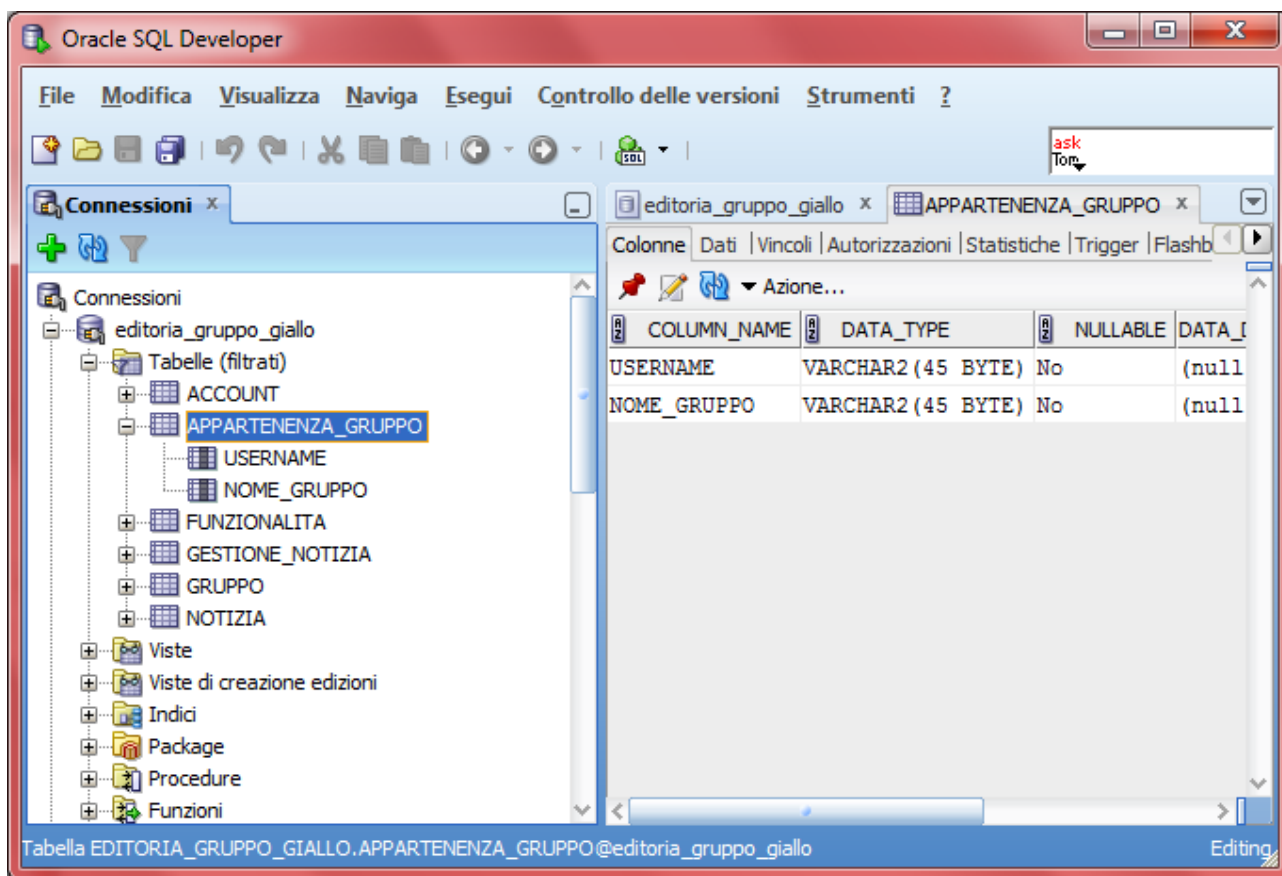 Oracle SQL Developer
File Modifica Visualizza Naviga Esegui Controllo delle versioni Strumenti ?
SQL
ask
Tom
Connessioni x
Connessioni
editoria_gruppo_giallo
Tabelle (filtrati)
ACCOUNT
APPARTENENZA_GRUPPO
USERNAME
NOME_GRUPPO
FUNZIONALITA
GESTIONE_NOTIZIA
GRUPPO
NOTIZIA
Viste
Viste di creazione edizioni
Indici
Package
Procedure
Funzioni
editoria_gruppo_giallo x APPARTENENZA_GRUPPO x
Colonne Dati |Vincoli |Autorizzazioni |Statistiche |Trigger |Flashb
Azione...
COLUMN_NAME DATA_TYPE NULLABLE DATA_D
USERNAME VARCHAR2(45 BYTE) No (null
NOME_GRUPPO VARCHAR2(45 BYTE) No (null
Tabella EDITORIA_GRUPPO_GIALLO.APPARTENENZA_GRUPPO@editoria_gruppo_giallo Editing